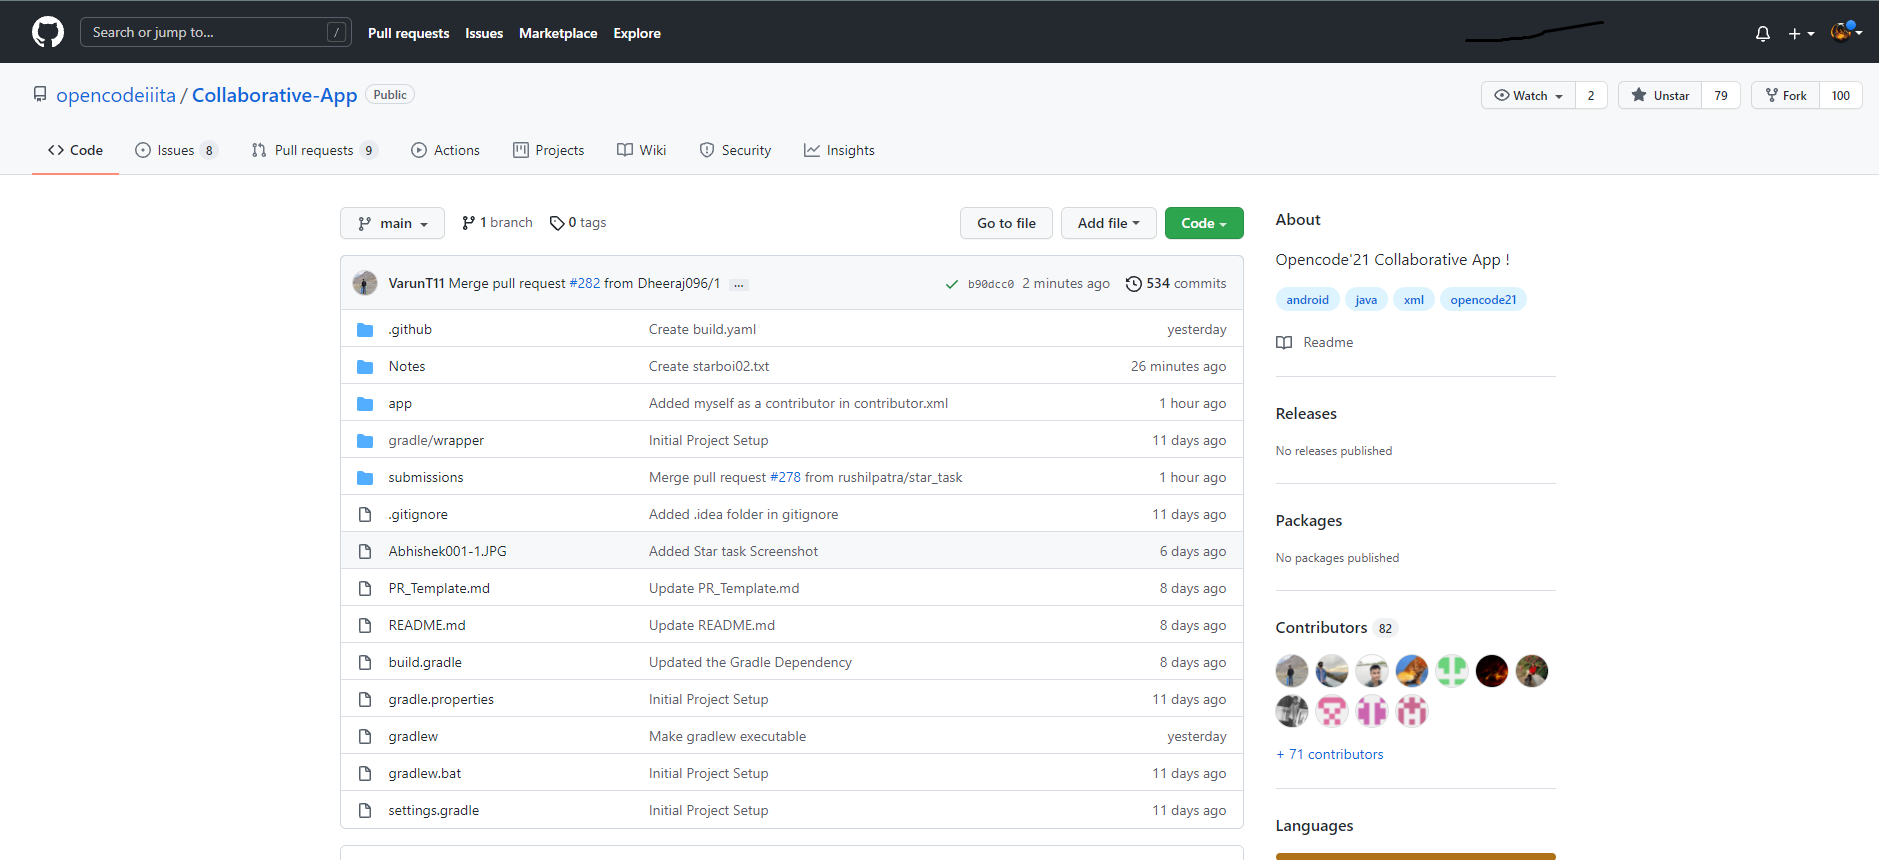 Search or jump to... /
Pull requests Issues Marketplace Explore
opencodeiiita / Collaborative-App Public
Watch 2 Unstar 79 Fork 100
Code Issues 8 Pull requests 9 Actions Projects Wiki Security Insights
main 1 branch 0 tags Go to file Add file Code
VarunT11 Merge pull request #282 from Dheeraj096/1 ... b90dcc0 2 minutes ago 534 commits
.github Create build.yaml yesterday
Notes Create starboi02.txt 26 minutes ago
app Added myself as a contributor in contributor.xml 1 hour ago
gradle/wrapper Initial Project Setup 11 days ago
submissions Merge pull request #278 from rushilpatra/star_task 1 hour ago
.gitignore Added .idea folder in gitignore 11 days ago
Abhishek001-1.JPG Added Star task Screenshot 6 days ago
PR_Template.md Update PR_Template.md 8 days ago
README.md Update README.md 8 days ago
build.gradle Updated the Gradle Dependency 8 days ago
gradle.properties Initial Project Setup 11 days ago
gradlew Make gradlew executable yesterday
gradlew.bat Initial Project Setup 11 days ago
settings.gradle Initial Project Setup 11 days ago
About
Opencode'21 Collaborative App !
android java xml opencode21
Readme
Releases
No releases published
Packages
No packages published
Contributors 82
+ 71 contributors
Languages